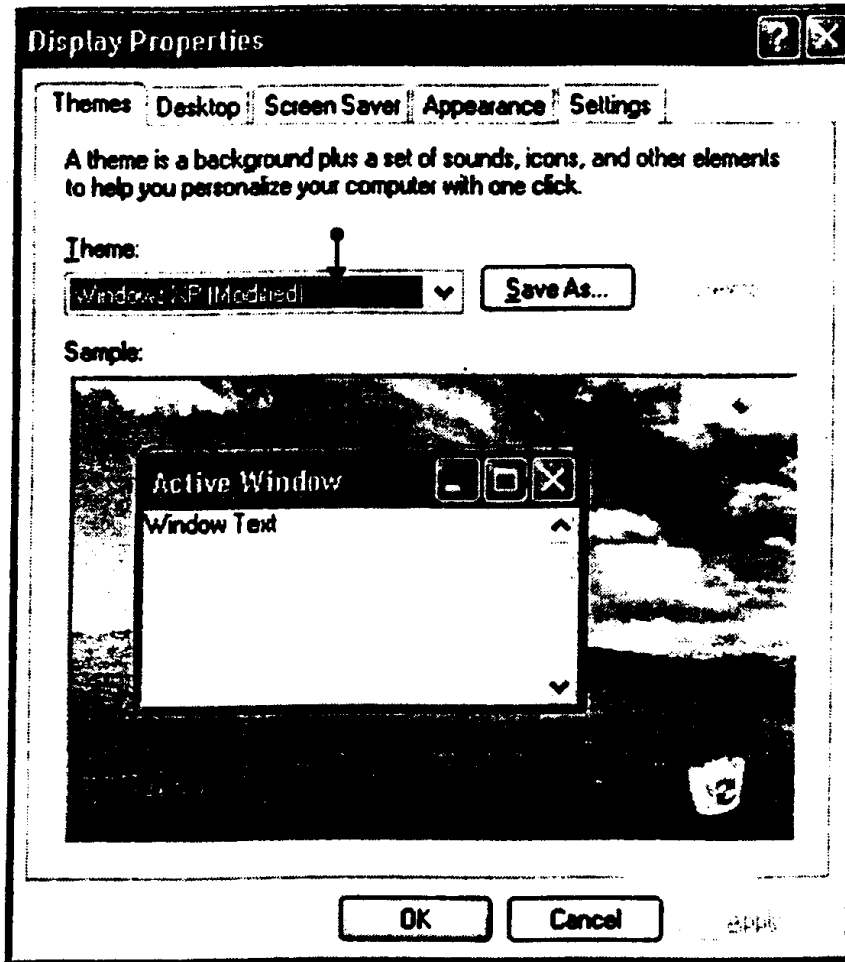 Display Properties
Themes Desktop Screen Saver Appearance Settings
A theme is a background plus a set of sounds, icons, and other elements
to help you personalize your computer with one click.
Theme:
Windows XP (Modified) Save As...
Sample:
Active Window
Window Text
OK Cancel Apply